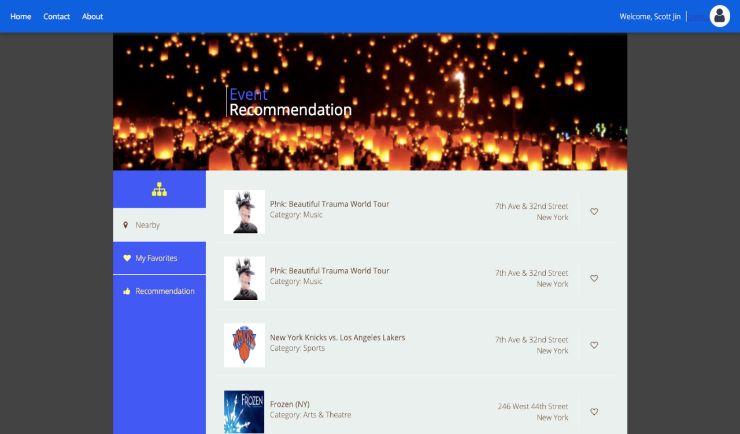 Home Contact About Welcome, Scott Jin
Event
Recommendation
Nearby
My Favorites
Recommendation
P!nk: Beautiful Trauma World Tour
Category: Music
7th Ave & 32nd Street
New York
P!nk: Beautiful Trauma World Tour
Category: Music
7th Ave & 32nd Street
New York
KNICKS
New York Knicks vs. Los Angeles Lakers
Category: Sports
7th Ave & 32nd Street
New York
FROZEN
Frozen (NY)
Category: Arts & Theatre
246 West 44th Street
New York